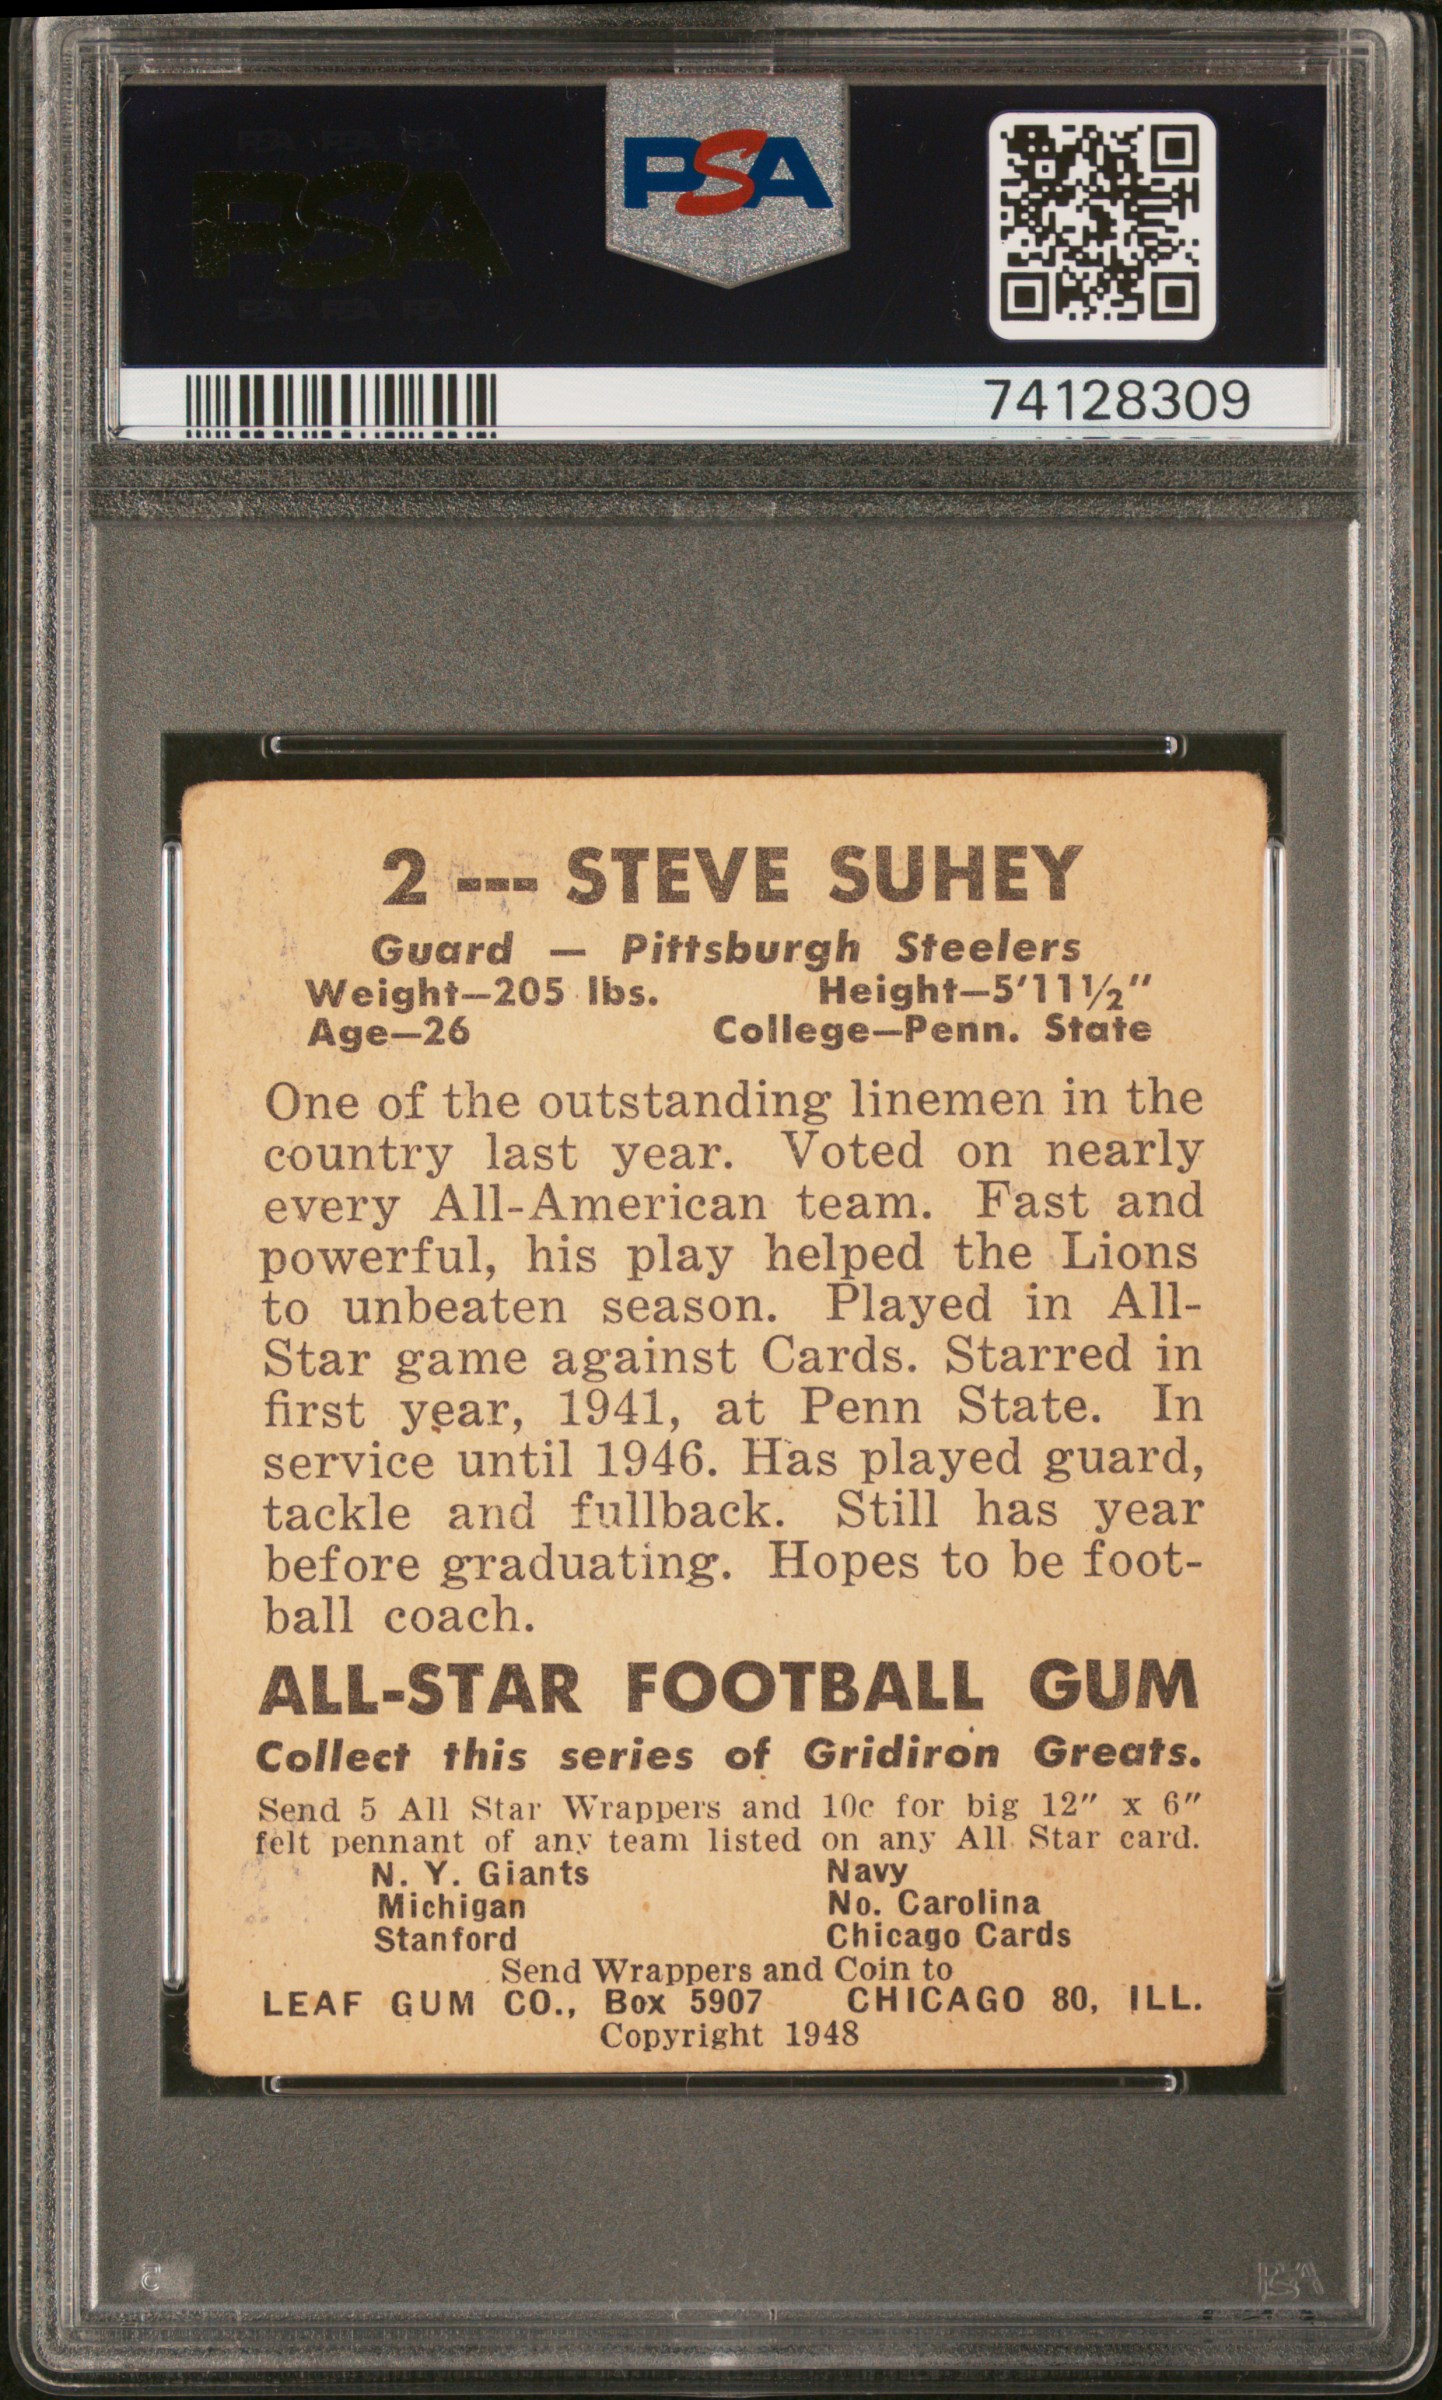 PSA
PSA
74128309
2 --- STEVE SUHEY
Guard — Pittsburgh Steelers
Weight—205 lbs. Height—5'11½"
Age—26 College—Penn. State
One of the outstanding linemen in the
country last year. Voted on nearly
every All-American team. Fast and
powerful, his play helped the Lions
to unbeaten season. Played in All-
Star game against Cards. Starred in
first year, 1941, at Penn State. In
service until 1946. Has played guard,
tackle and fullback. Still has year
before graduating. Hopes to be foot-
ball coach.
ALL-STAR FOOTBALL GUM
Collect this series of Gridiron Greats.
Send 5 All Star Wrappers and 10c for big 12" x 6"
felt pennant of any team listed on any All Star card.
N. Y. Giants Navy
Michigan No. Carolina
Stanford Chicago Cards
Send Wrappers and Coin to
LEAF GUM CO., Box 5907 CHICAGO 80, ILL.
Copyright 1948
PSA